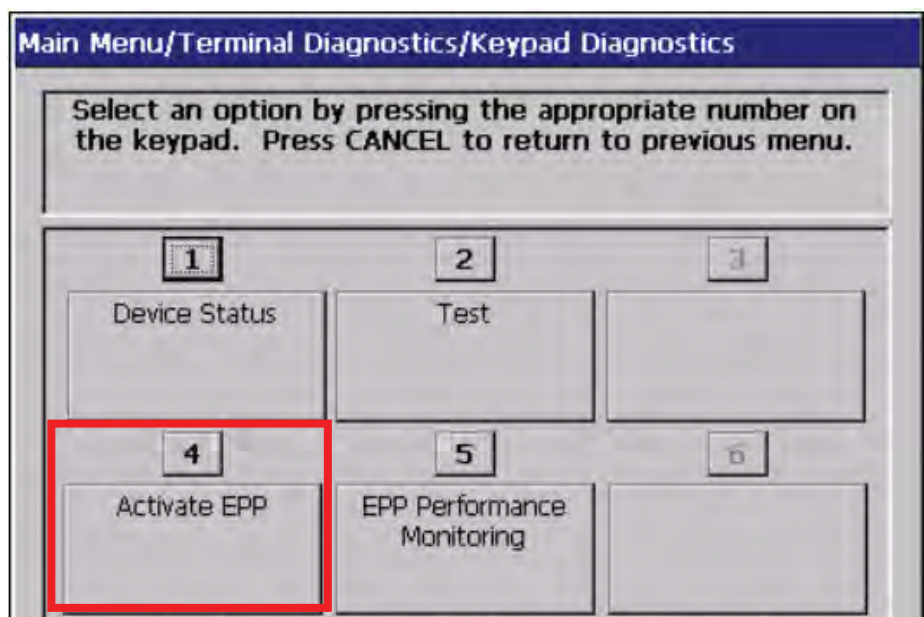 Main Menu/Terminal Diagnostics/Keypad Diagnostics
Select an option by pressing the appropriate number on
the keypad. Press CANCEL to return to previous menu.
1
2
3
Device Status
Test
4
5
6
Activate EPP
EPP Performance
Monitoring